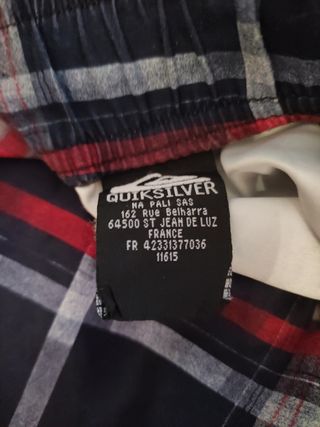 QUIKSILVER
NA PALI SAS
162 Rue Belharra
64500 ST JEAN DE LUZ
FRANCE
FR 42331377036
11615